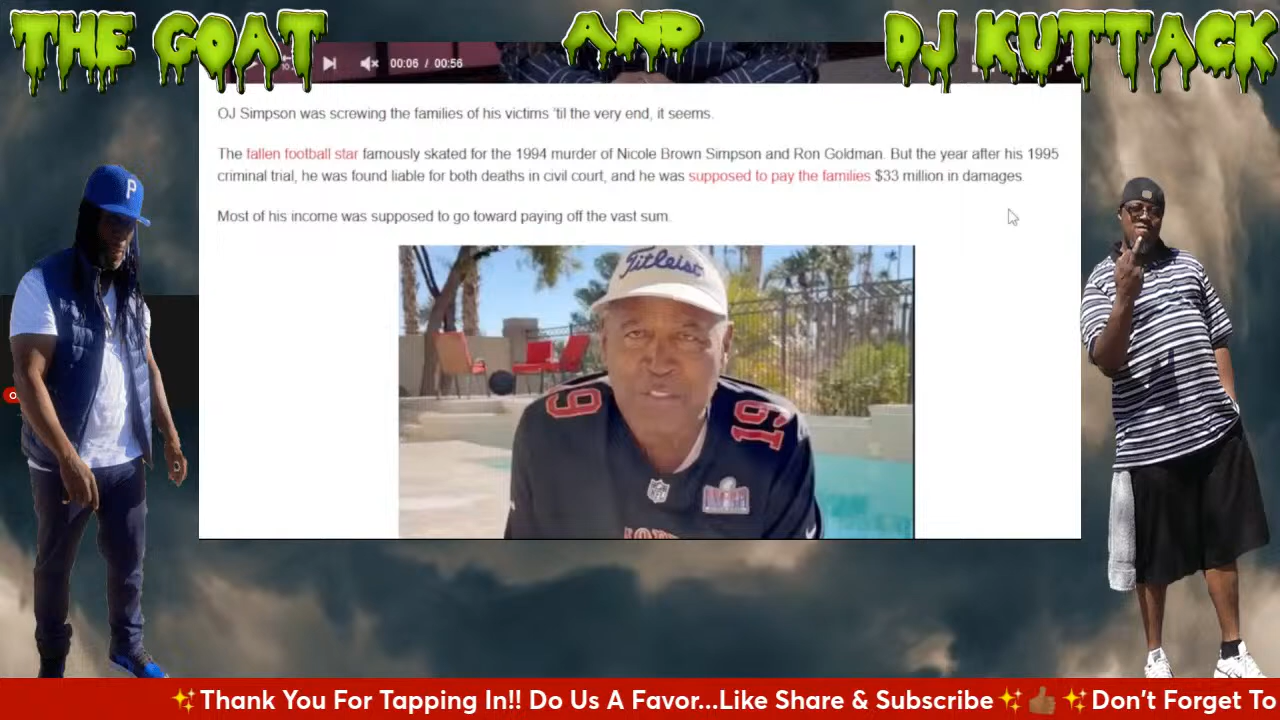 THE GOAT AND DJ KUTTACK
00:06 / 00:56
OJ Simpson was screwing the families of his victims 'til the very end, it seems.
The fallen football star famously skated for the 1994 murder of Nicole Brown Simpson and Ron Goldman. But the year after his 1995
criminal trial, he was found liable for both deaths in civil court, and he was supposed to pay the families $33 million in damages.
Most of his income was supposed to go toward paying off the vast sum.
P
Titleist
19 19
NFL
✨Thank You For Tapping In!! Do Us A Favor...Like Share & Subscribe✨👍🏾✨Don't Forget To